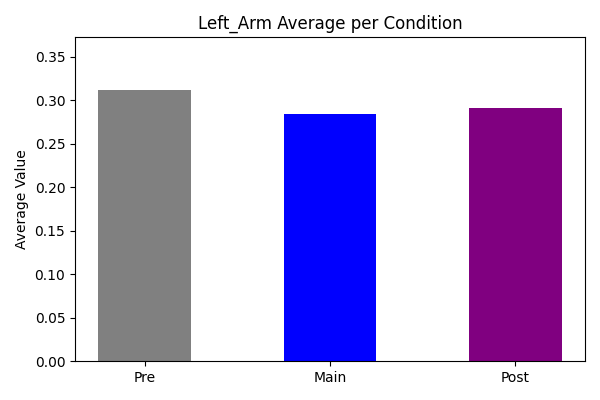 Left_Arm Average per Condition
Average Value
0.35
0.30
0.25
0.20
0.15
0.10
0.05
0.00
Pre
Main
Post